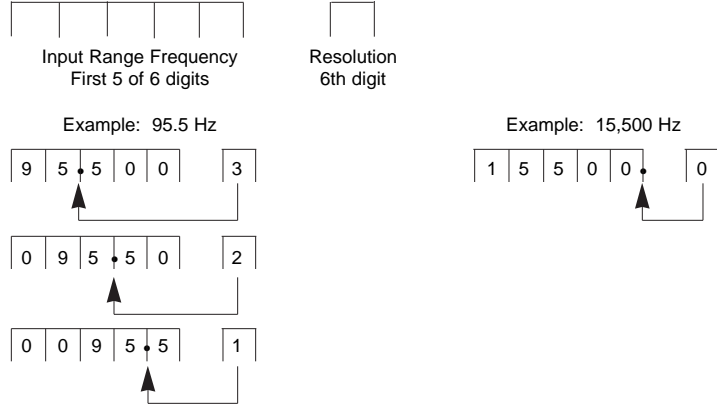 Input Range Frequency
First 5 of 6 digits
Resolution
6th digit
Example: 95.5 Hz
9 5.5 0 0 3
0 9 5.5 0 2
0 0 9 5.5 1
Example: 15,500 Hz
1 5 5 0 0. 0